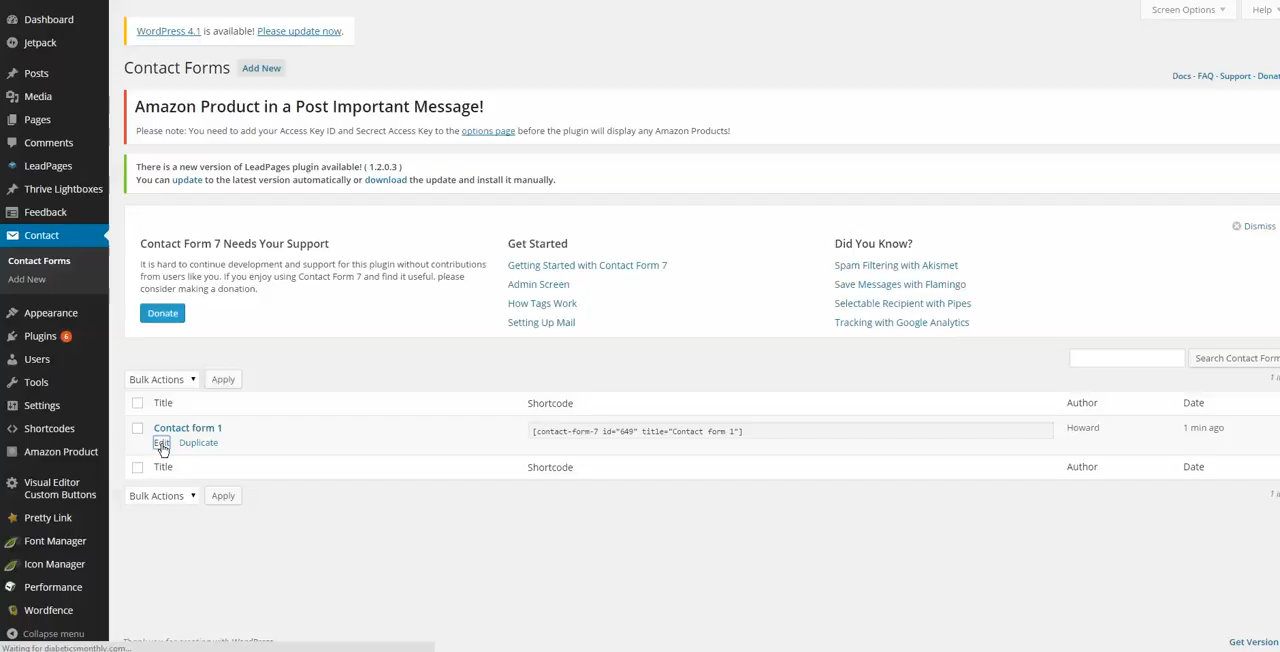 Dashboard
Jetpack
Posts
Media
Pages
Comments
LeadPages
Thrive Lightboxes
Feedback
Contact
Contact Forms
Add New
Appearance
Plugins 6
Users
Tools
Settings
Shortcodes
Amazon Product
Visual Editor
Custom Buttons
Pretty Link
Font Manager
Icon Manager
Performance
Wordfence
Collapse menu
Screen Options ▼ Help
WordPress 4.1 is available! Please update now.
Contact Forms Add New
Docs - FAQ - Support - Donat
Amazon Product in a Post Important Message!
Please note: You need to add your Access Key ID and Secrect Access Key to the options page before the plugin will display any Amazon Products!
There is a new version of LeadPages plugin available! ( 1.2.0.3 )
You can update to the latest version automatically or download the update and install it manually.
Dismiss
Contact Form 7 Needs Your Support
It is hard to continue development and support for this plugin without contributions
from users like you. If you enjoy using Contact Form 7 and find it useful, please
consider making a donation.
Donate
Get Started
Getting Started with Contact Form 7
Admin Screen
How Tags Work
Setting Up Mail
Did You Know?
Spam Filtering with Akismet
Save Messages with Flamingo
Selectable Recipient with Pipes
Tracking with Google Analytics
Search Contact Form
Bulk Actions ▼ Apply
Title Shortcode Author Date
Contact form 1 [contact-form-7 id="649" title="Contact form 1"] Howard 1 min ago
Edit Duplicate
Title Shortcode Author Date
Bulk Actions ▼ Apply
Get Version
Waiting for diabeticsmonthly.com...